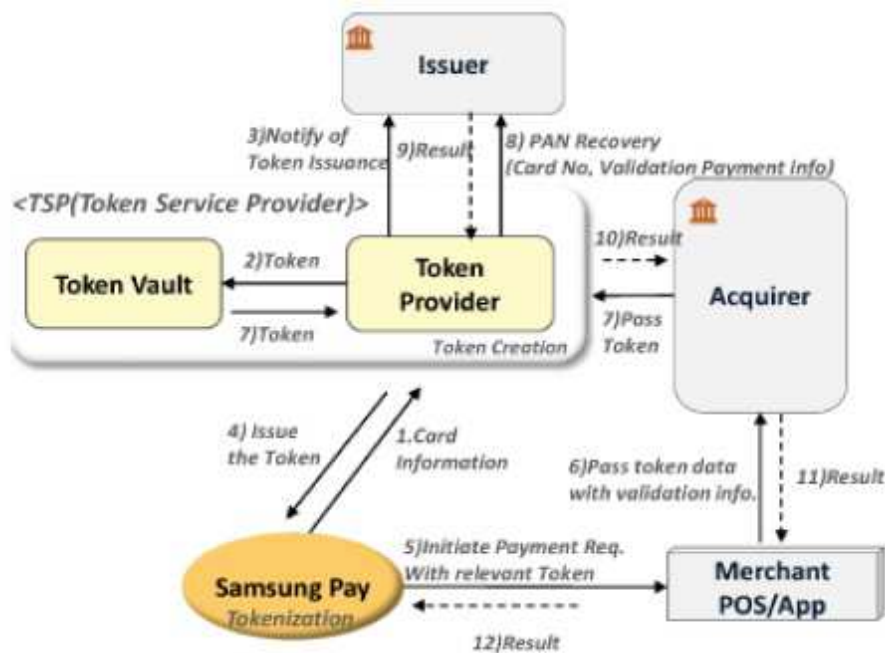 Issuer
3)Notify of
Token Issuance
9)Result
8) PAN Recovery
(Card No, Validation Payment info)
<TSP(Token Service Provider)>
Token Vault
2)Token
7)Token
Token
Provider
Token Creation
10)Result
7)Pass
Token
Acquirer
4) Issue
the Token
1.Card
Information
6)Pass token data
with validation info.
11)Result
Samsung Pay
Tokenization
5)Initiate Payment Req.
With relevant Token
12)Result
Merchant
POS/App